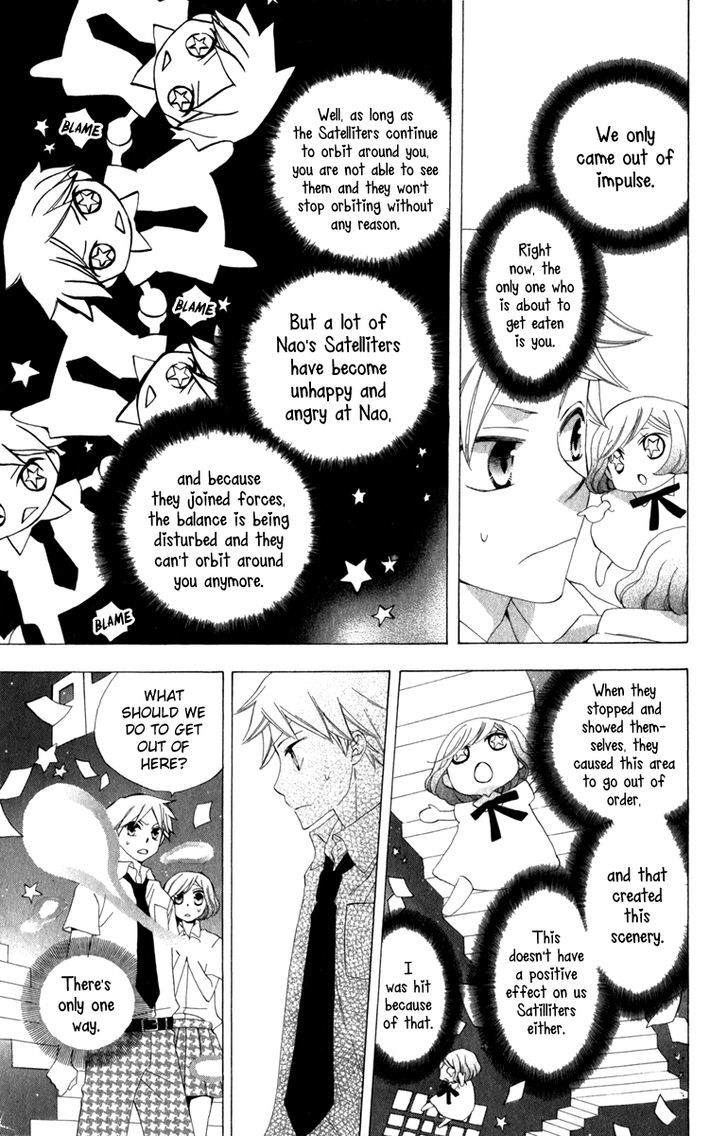 We only
came out of
impulse.
Right
now, the
only one who
is about to
get eaten
is you.
Well, as long as
the Satelliters continue
to orbit around you,
you are not able to see
them and they won't
stop orbiting without
any reason.
BLAME
BLAME
But a lot of
Nao's Satelliters
have become
unhappy and
angry at Nao,
and because
they joined forces,
the balance is being
disturbed and they
can't orbit around
you anymore.
BLAME
When they
stopped and
showed them-
selves, they
caused this area
to go out of
order,
and that
created
this
scenery.
This
doesn't have
a positive
effect on us
Satilliters
either.
I
was hit
because
of that.
WHAT
SHOULD WE
DO TO GET
OUT OF
HERE?
There's
only one
way.